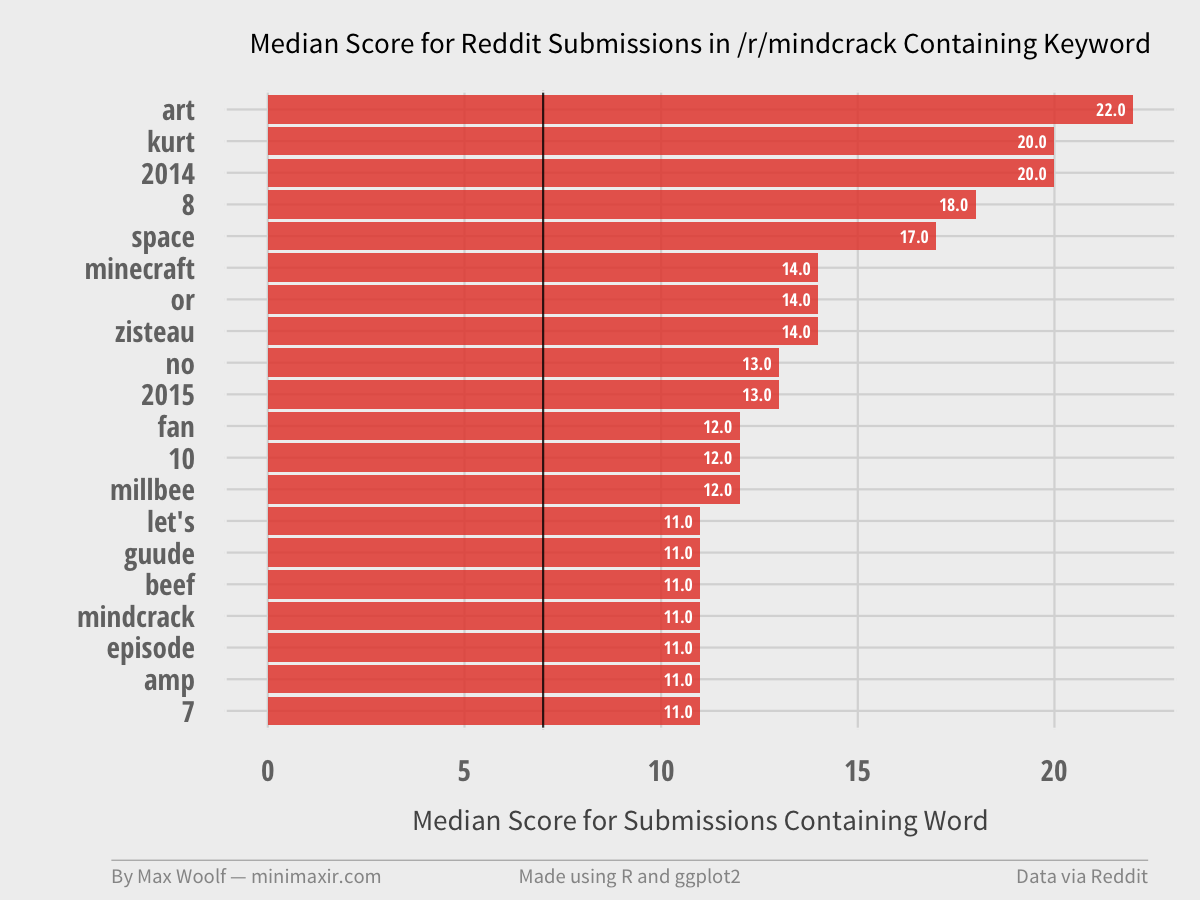 Median Score for Reddit Submissions in /r/mindcrack Containing Keyword
art 22.0
kurt 20.0
2014 20.0
8 18.0
space 17.0
minecraft 14.0
or 14.0
zisteau 14.0
no 13.0
2015 13.0
fan 12.0
10 12.0
millbee 12.0
let's 11.0
guude 11.0
beef 11.0
mindcrack 11.0
episode 11.0
amp 11.0
7 11.0
0 5 10 15 20
Median Score for Submissions Containing Word
By Max Woolf — minimaxir.com Made using R and ggplot2 Data via Reddit